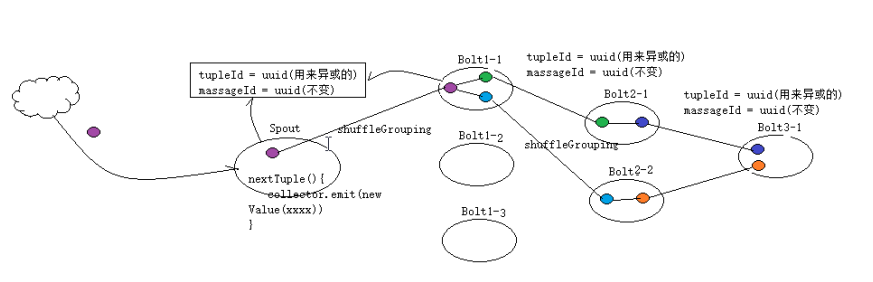 tupleId = uuid(用来异或的)
massageId = uuid(不变)
Spout
nextTuple(){
collector.emit(new
Value(xxxx))
}
shuffleGrouping
Bolt1-1
Bolt1-2
Bolt1-3
tupleId = uuid(用来异或的)
massageId = uuid(不变)
shuffleGrouping
Bolt2-1
Bolt2-2
tupleId = uuid(用来异或的)
massageId = uuid(不变)
Bolt3-1